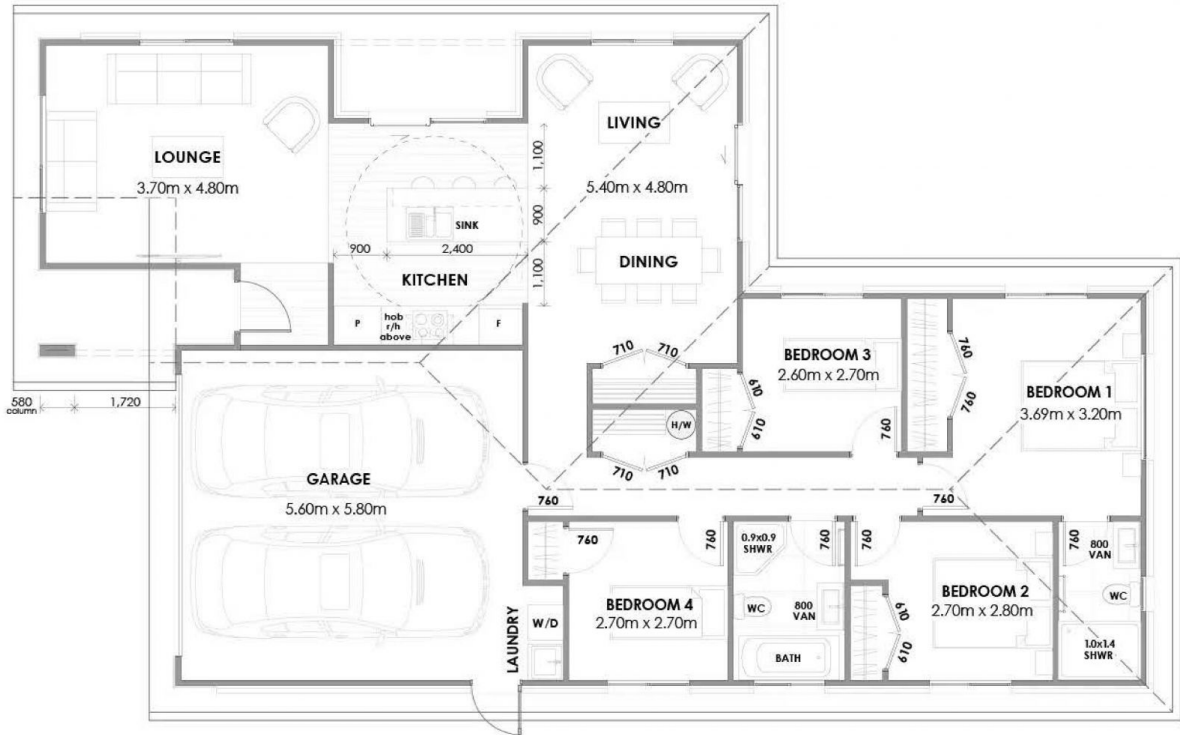 LOUNGE
3.70m x 4.80m
LIVING
5.40m x 4.80m
1,100
900
1,100
SINK
900
2,400
KITCHEN
DINING
P
hob
r/h
above
F
580
column
1,720
710
710
H/W
710
710
BEDROOM 3
2.60m x 2.70m
610
610
760
760
760
BEDROOM 1
3.69m x 3.20m
GARAGE
5.60m x 5.80m
760
760
760
760
BEDROOM 4
2.70m x 2.70m
W/D
LAUNDRY
0.9x0.9
SHWR
760
WC
800
VAN
BATH
760
610
610
BEDROOM 2
2.70m x 2.80m
760
800
VAN
WC
1.0x1.4
SHWR